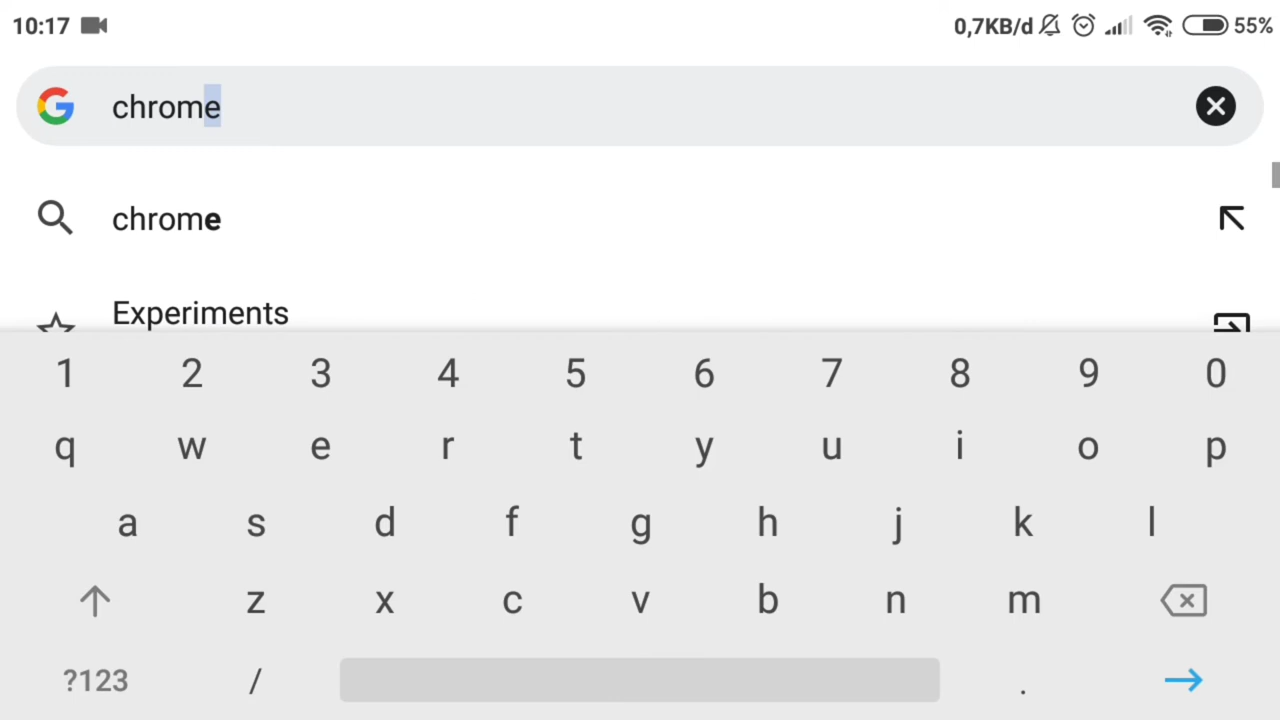 10:17 0,7KB/d 55%
chrome
chrome
Experiments
1 2 3 4 5 6 7 8 9 0
q w e r t y u i o p
a s d f g h j k l
z x c v b n m
?123 / .